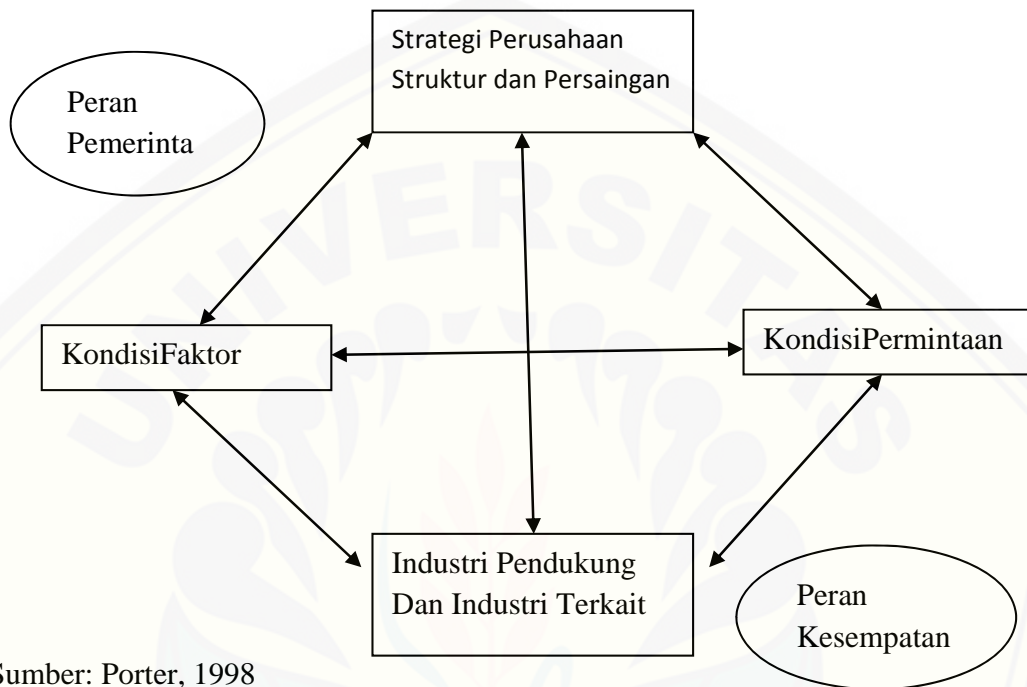 Strategi Perusahaan
Struktur dan Persaingan
Peran
Pemerinta
UNIVERSITAS
KondisiFaktor
KondisiPermintaan
Industri Pendukung
Dan Industri Terkait
Peran
Kesempatan
Sumber: Porter, 1998